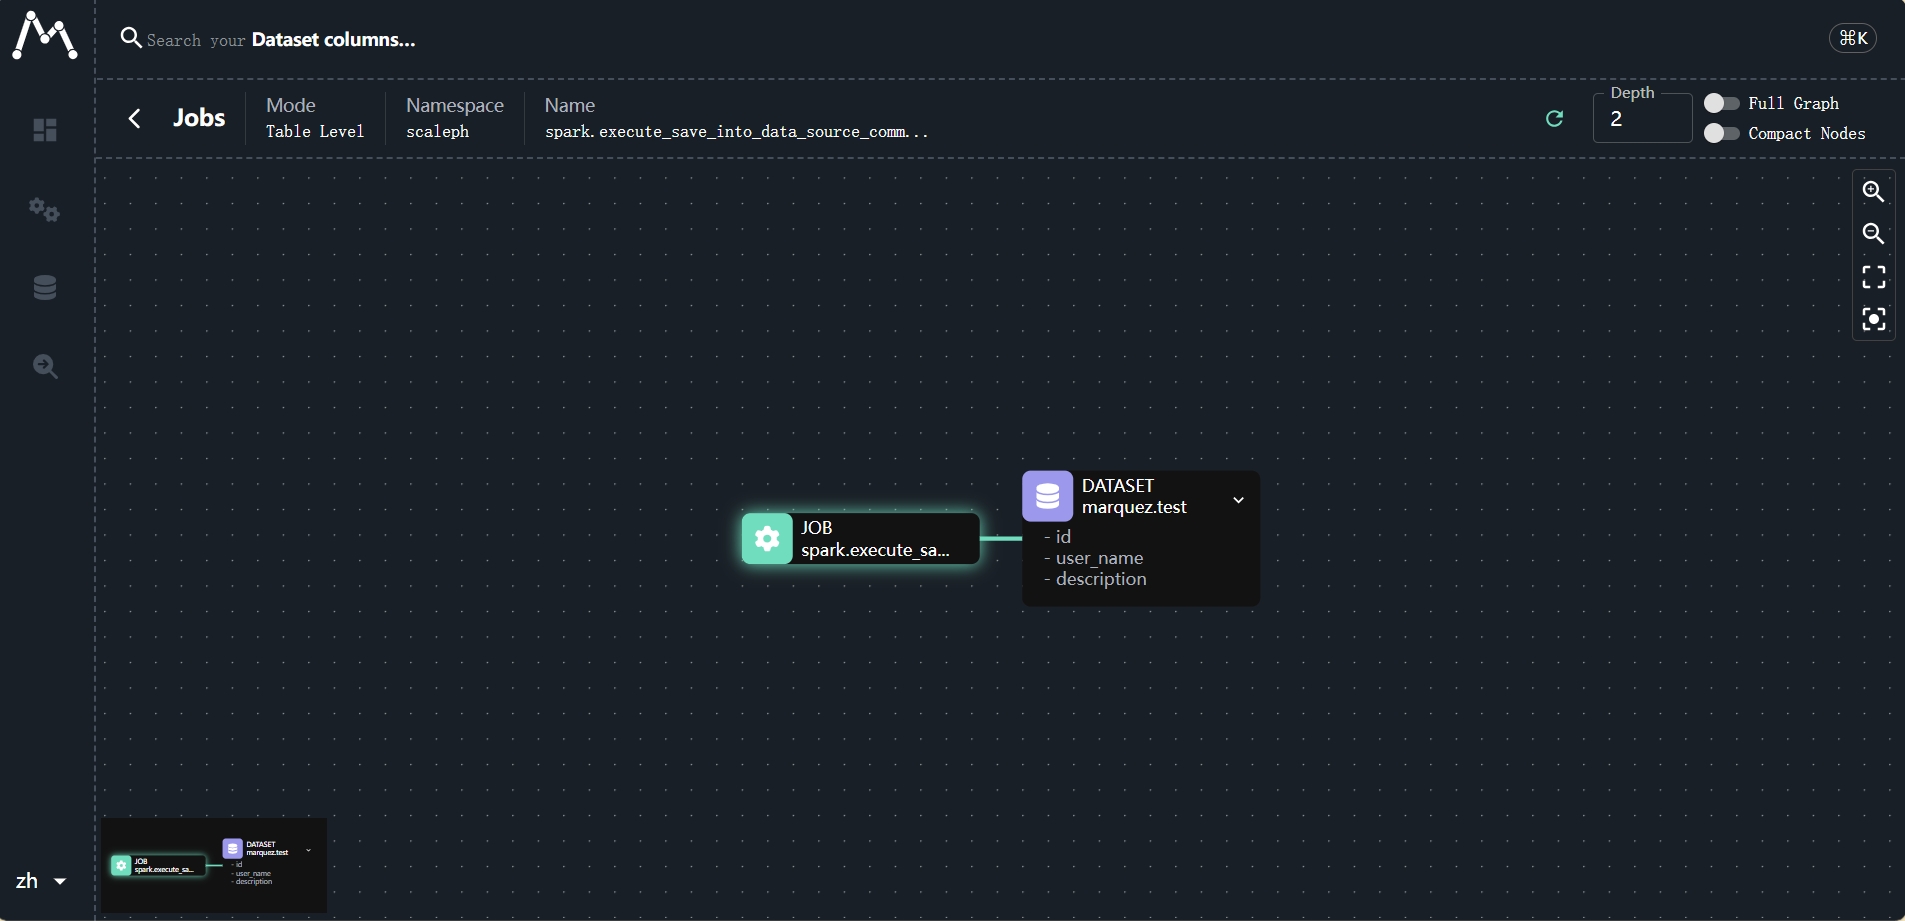 Search your Dataset columns...
⌘K
Jobs
Mode
Table Level
Namespace
scaleph
Name
spark.execute_save_into_data_source_comm...
Depth
2
Full Graph
Compact Nodes
JOB
spark.execute_sa...
DATASET
marquez.test
- id
- user_name
- description
JOB
spark.execute_sa...
DATASET
marquez.test
- id
- user_name
- description
zh